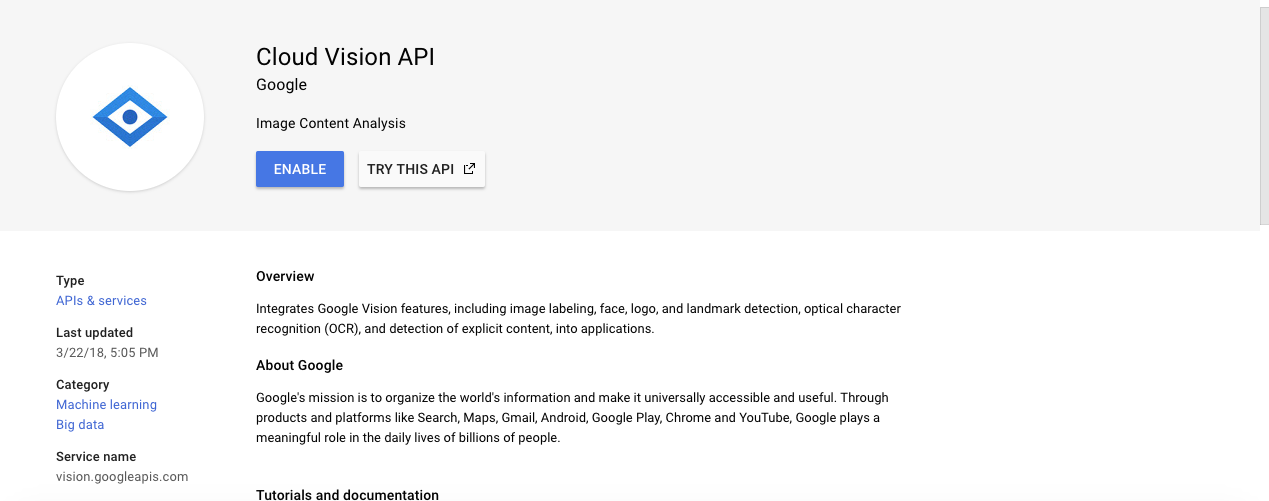 Cloud Vision API
Google
Image Content Analysis
ENABLE
TRY THIS API
Type
APIs & services
Last updated
3/22/18, 5:05 PM
Category
Machine learning
Big data
Service name
vision.googleapis.com
Overview
Integrates Google Vision features, including image labeling, face, logo, and landmark detection, optical character
recognition (OCR), and detection of explicit content, into applications.
About Google
Google's mission is to organize the world's information and make it universally accessible and useful. Through
products and platforms like Search, Maps, Gmail, Android, Google Play, Chrome and YouTube, Google plays a
meaningful role in the daily lives of billions of people.
Tutorials and documentation